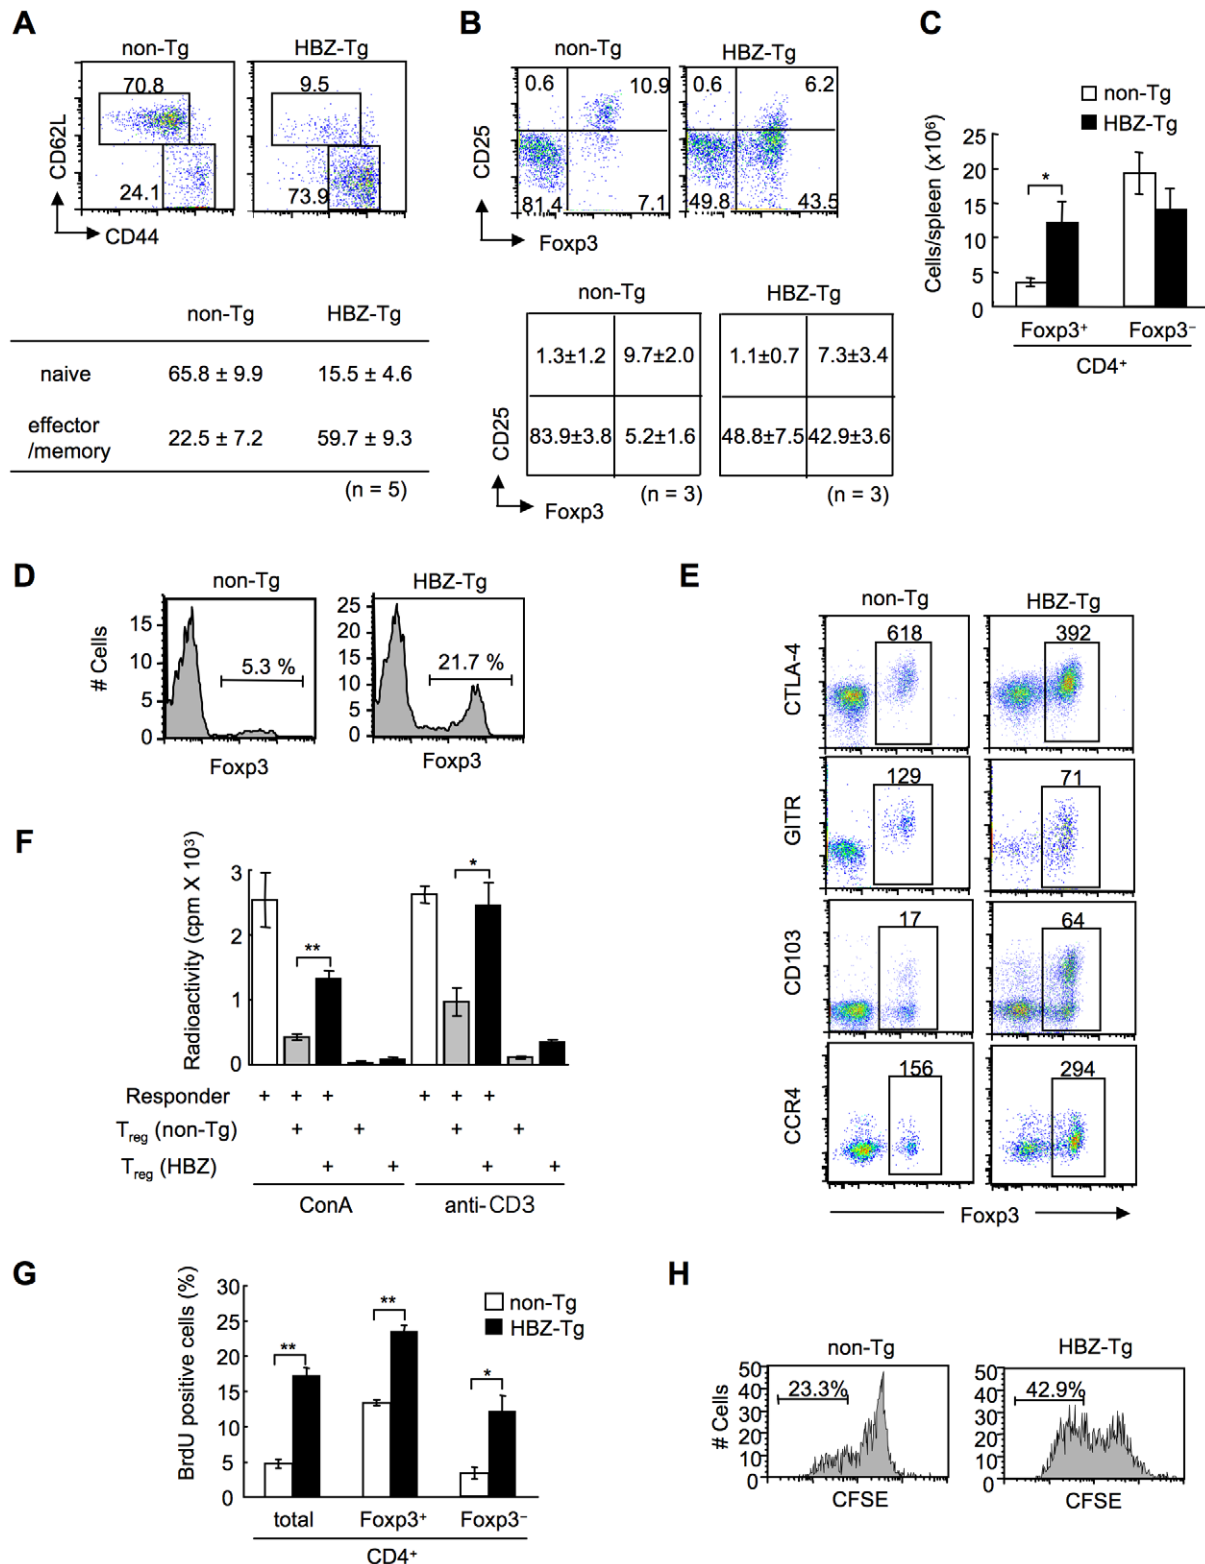 A
non-Tg HBZ-Tg
70.8 9.5
CD62L
24.1 73.9
CD44
non-Tg HBZ-Tg
naive 65.8 ± 9.9 15.5 ± 4.6
effector
/memory 22.5 ± 7.2 59.7 ± 9.3
(n = 5)
B
non-Tg HBZ-Tg
0.6 10.9 0.6 6.2
CD25
81.4 7.1 49.8 43.5
Foxp3
non-Tg HBZ-Tg
1.3±1.2 9.7±2.0 1.1±0.7 7.3±3.4
83.9±3.8 5.2±1.6 48.8±7.5 42.9±3.6
CD25
(n = 3) (n = 3)
Foxp3
C
non-Tg
HBZ-Tg
Cells/spleen (x10⁶)
25
20
15
10
5
0
*
Foxp3⁺ Foxp3⁻
CD4⁺
D
non-Tg HBZ-Tg
# Cells
15
10
5
0
5.3 %
25
20
15
10
5
0
21.7 %
Foxp3 Foxp3
E
non-Tg HBZ-Tg
CTLA-4
618 392
GITR
129 71
CD103
17 64
CCR4
156 294
Foxp3
F
Radioactivity (cpm X 10³)
3
2
1
0
** *
Responder + + + + + +
Treg (non-Tg) + + + +
Treg (HBZ) + + + +
ConA anti-CD3
G
BrdU positive cells (%)
30
25
20
15
10
5
0
non-Tg
HBZ-Tg
** ** *
total Foxp3⁺ Foxp3⁻
CD4⁺
H
non-Tg HBZ-Tg
# Cells
50
40
30
20
10
0
23.3%
50
40
30
20
10
0
42.9%
CFSE CFSE